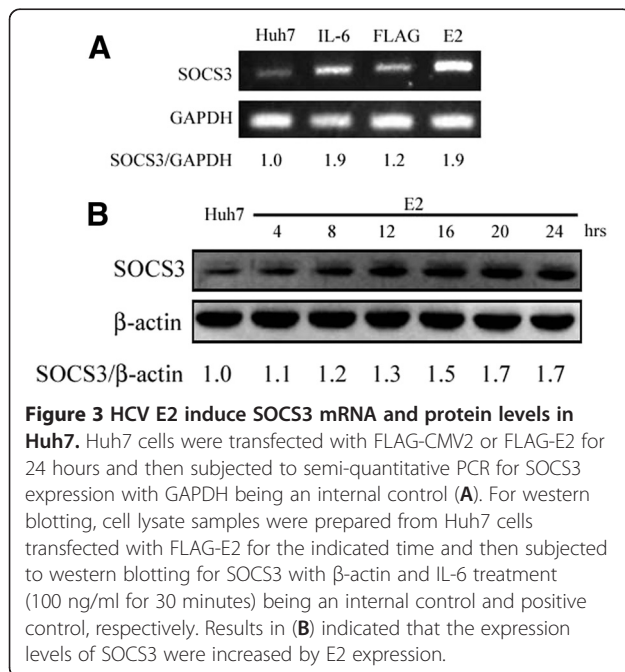 A
Huh7 IL-6 FLAG E2
SOCS3
GAPDH
SOCS3/GAPDH 1.0 1.9 1.2 1.9
B
Huh7 E2
4 8 12 16 20 24 hrs
SOCS3
β-actin
SOCS3/β-actin 1.0 1.1 1.2 1.3 1.5 1.7 1.7
Figure 3 HCV E2 induce SOCS3 mRNA and protein levels in
Huh7. Huh7 cells were transfected with FLAG-CMV2 or FLAG-E2 for
24 hours and then subjected to semi-quantitative PCR for SOCS3
expression with GAPDH being an internal control (A). For western
blotting, cell lysate samples were prepared from Huh7 cells
transfected with FLAG-E2 for the indicated time and then subjected
to western blotting for SOCS3 with β-actin and IL-6 treatment
(100 ng/ml for 30 minutes) being an internal control and positive
control, respectively. Results in (B) indicated that the expression
levels of SOCS3 were increased by E2 expression.